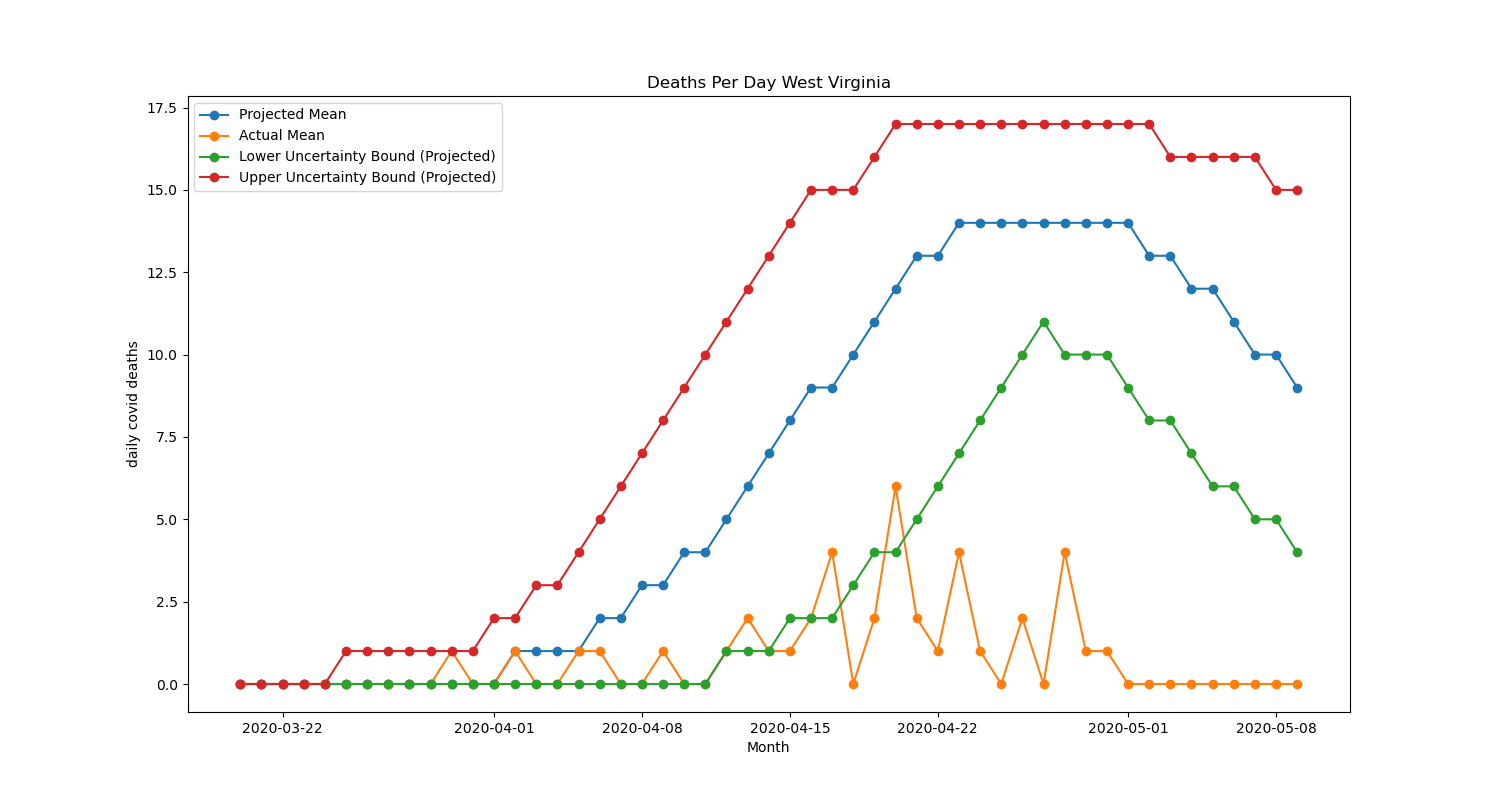 Deaths Per Day West Virginia
17.5
15.0
12.5
10.0
7.5
5.0
2.5
0.0
daily covid deaths
Projected Mean
Actual Mean
Lower Uncertainty Bound (Projected)
Upper Uncertainty Bound (Projected)
2020-03-22 2020-04-01 2020-04-08 2020-04-15 2020-04-22 2020-05-01 2020-05-08
Month